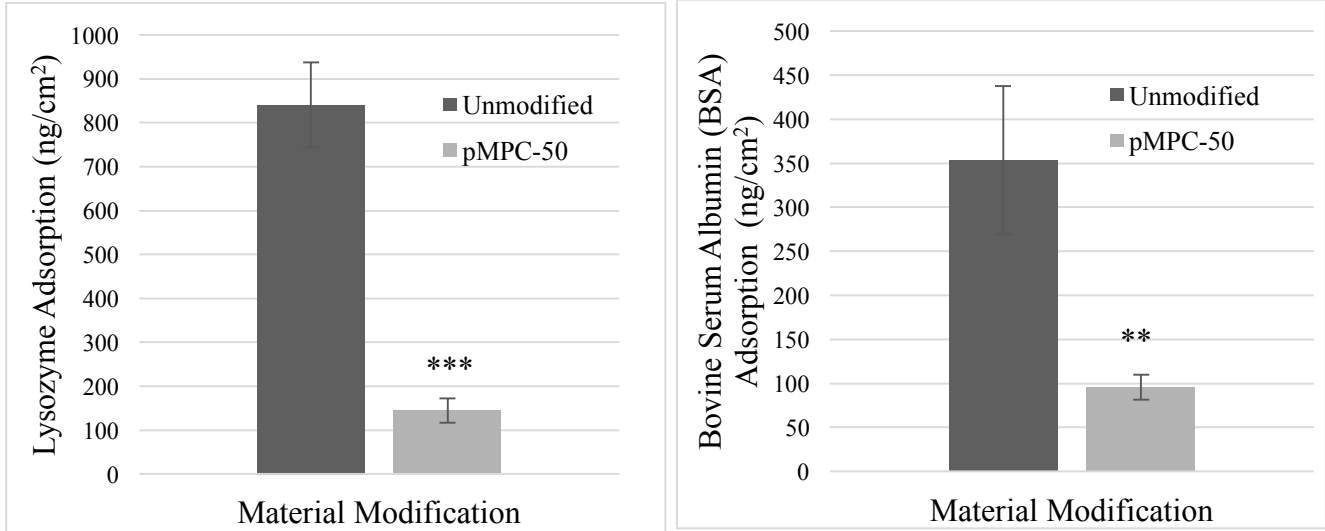 Lysozyme Adsorption (ng/cm²)
1000
900
800
700
600
500
400
300
200
100
0
Unmodified
pMPC-50
***
Material Modification
Bovine Serum Albumin (BSA)
Adsorption (ng/cm²)
500
450
400
350
300
250
200
150
100
50
0
Unmodified
pMPC-50
**
Material Modification